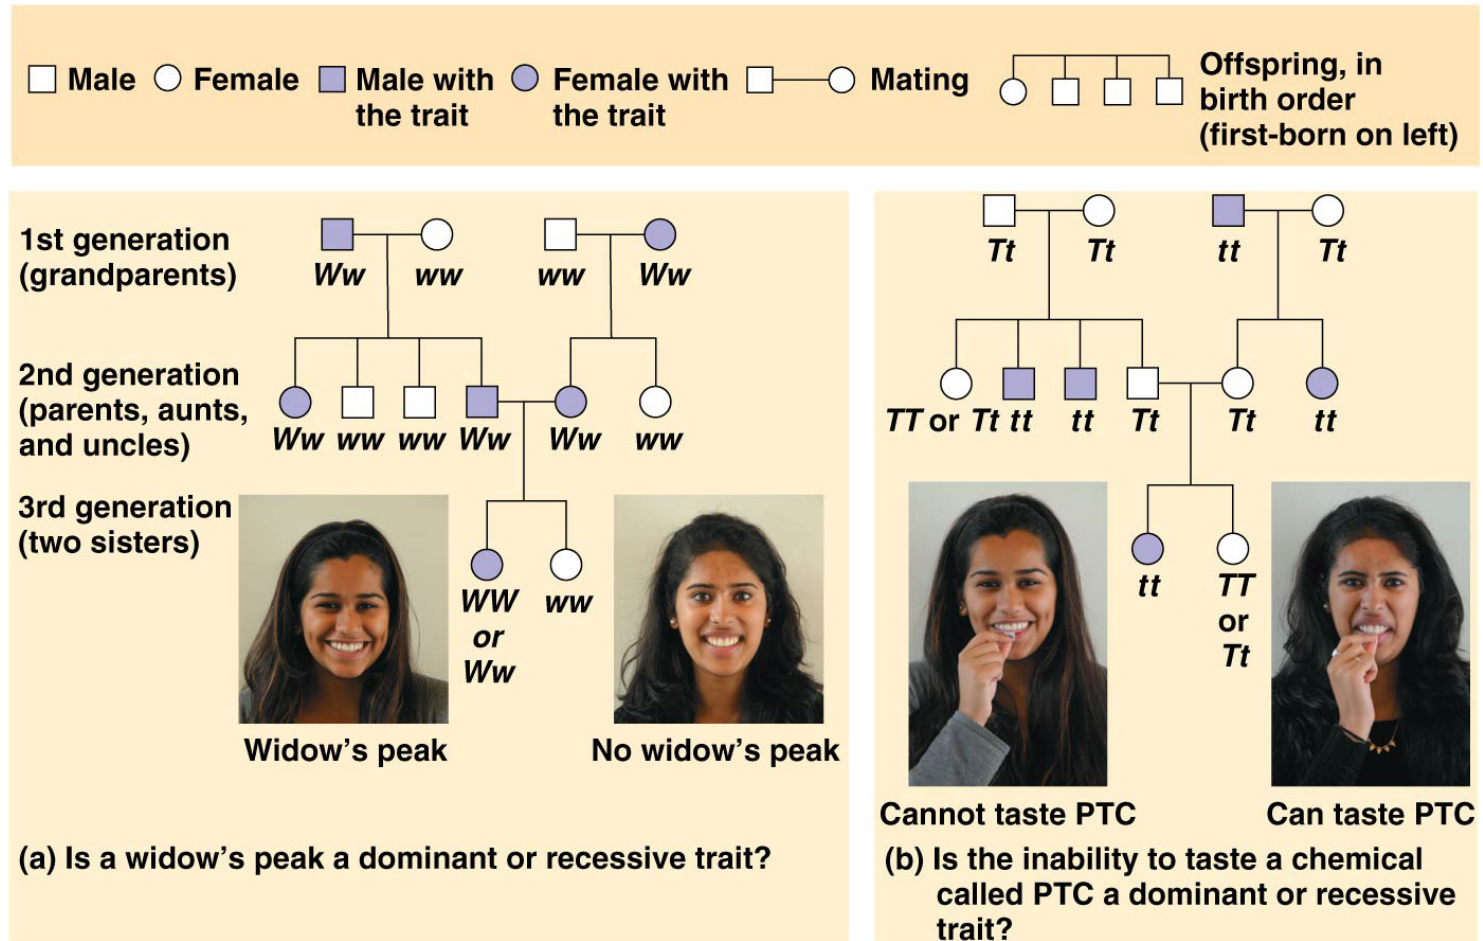 Male
Female
Male with
the trait
Female with
the trait
Mating
Offspring, in
birth order
(first-born on left)
1st generation
(grandparents)
Ww
ww
ww
Ww
2nd generation
(parents, aunts,
and uncles)
Ww ww ww Ww Ww ww
3rd generation
(two sisters)
WW
or
Ww
ww
Widow's peak
No widow's peak
(a) Is a widow's peak a dominant or recessive trait?
Tt
Tt
tt
Tt
TT or Tt tt tt Tt Tt tt
tt
TT
or
Tt
Cannot taste PTC
Can taste PTC
(b) Is the inability to taste a chemical
called PTC a dominant or recessive
trait?